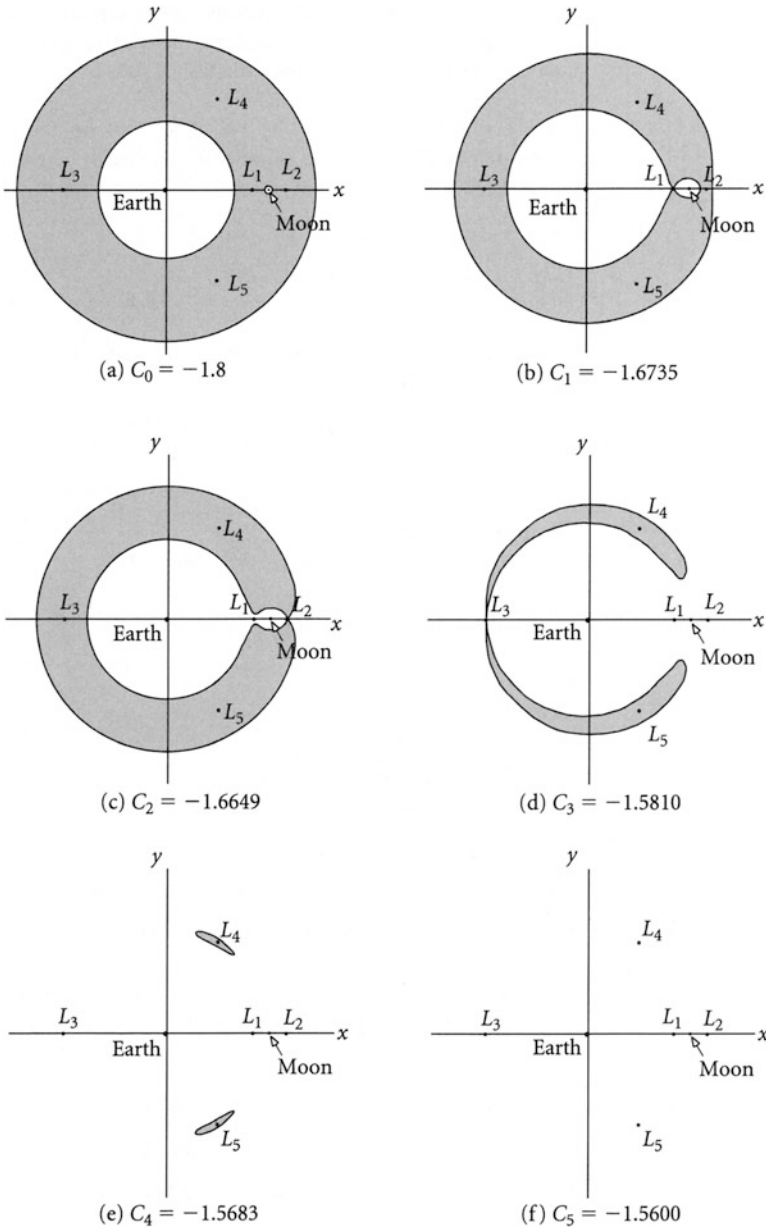 y
L4
L3
L1
L2
x
Earth
Moon
L5
(a) C0 = −1.8
y
L4
L3
L1
L2
x
Earth
Moon
L5
(b) C1 = −1.6735
y
L4
L3
L1
L2
x
Earth
Moon
L5
(c) C2 = −1.6649
y
L4
L3
L1
L2
x
Earth
Moon
L5
(d) C3 = −1.5810
y
L4
L3
L1
L2
x
Earth
Moon
L5
(e) C4 = −1.5683
y
L4
L3
L1
L2
x
Earth
Moon
L5
(f) C5 = −1.5600